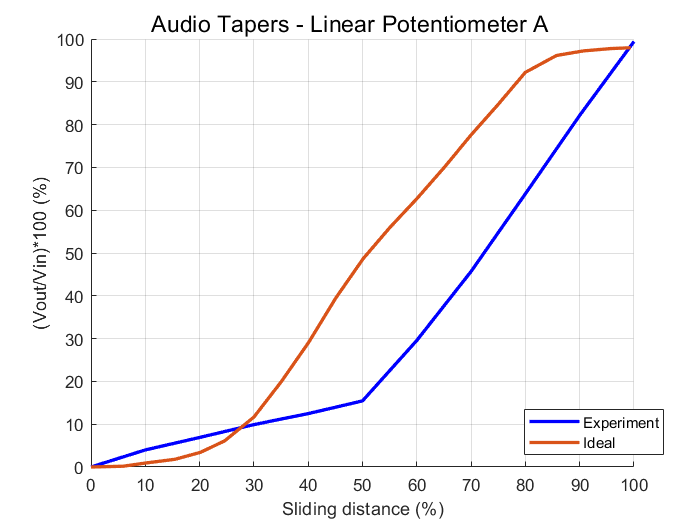 Audio Tapers - Linear Potentiometer A
(Vout/Vin)*100 (%)
100
90
80
70
60
50
40
30
20
10
0
0 10 20 30 40 50 60 70 80 90 100
Sliding distance (%)
Experiment
Ideal